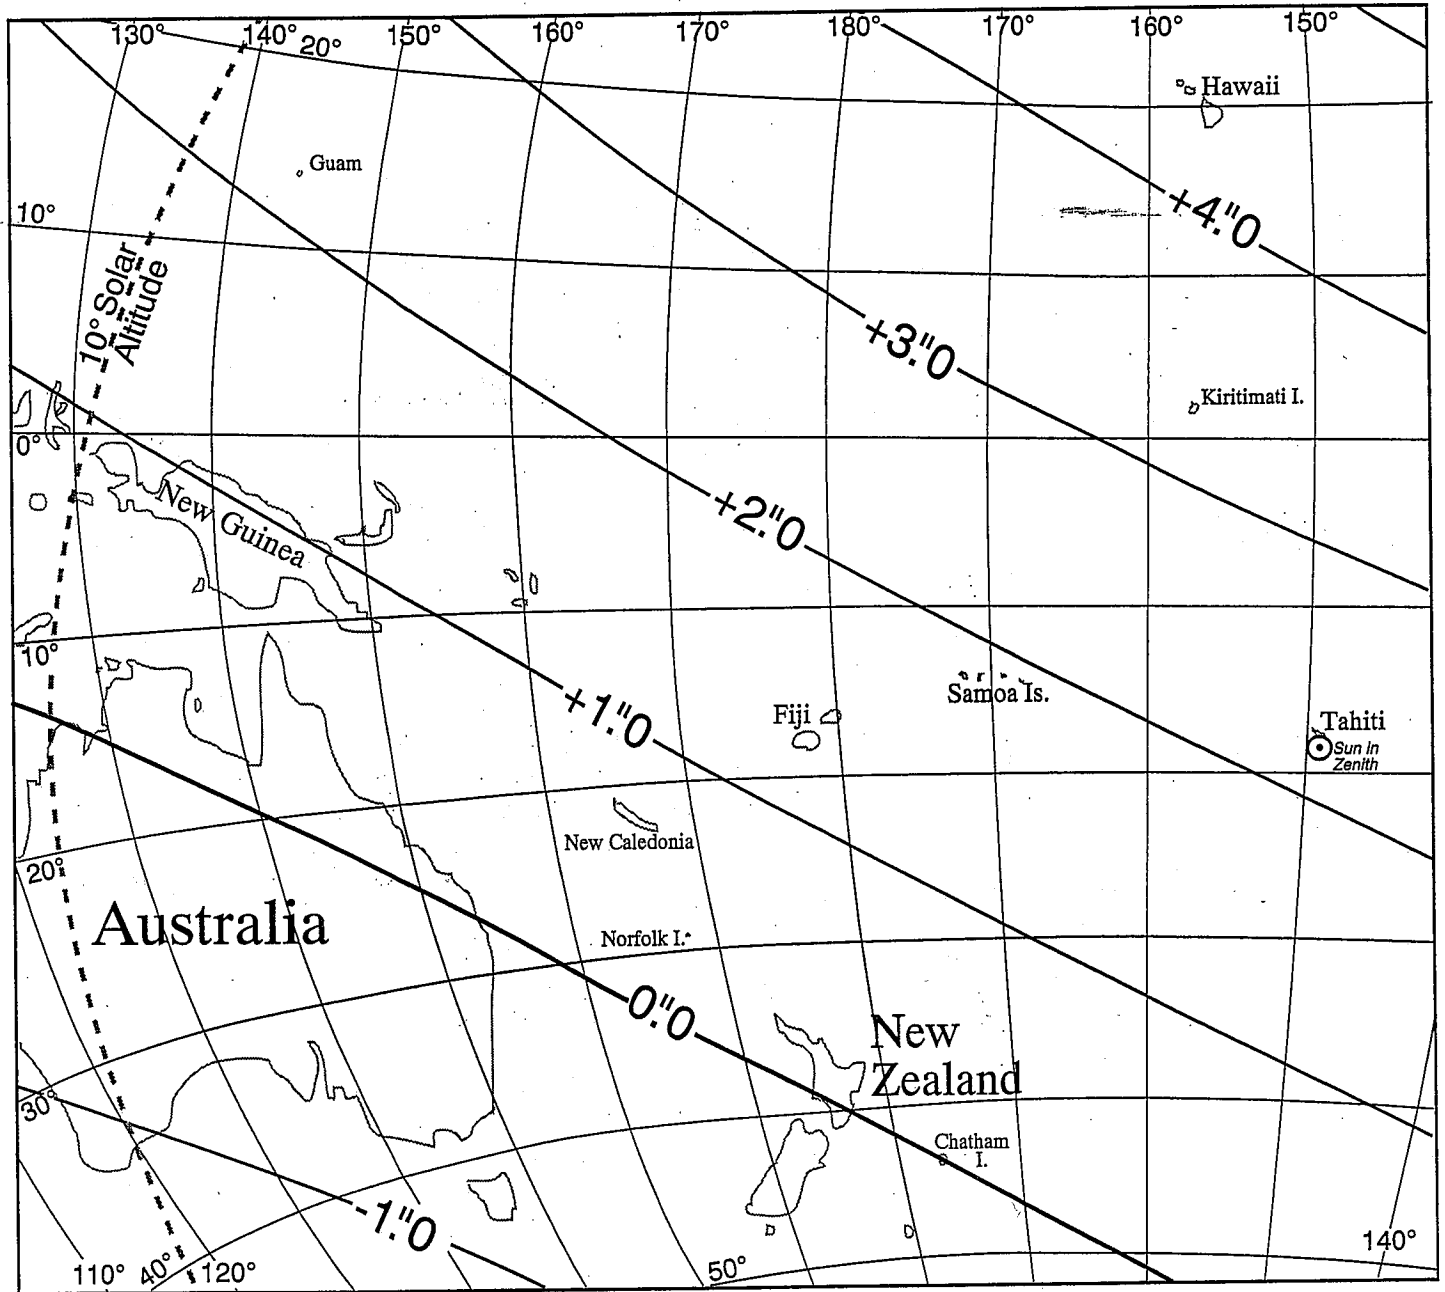 130°
140°
20°
150°
160°
170°
180°
170°
160°
150°
Hawaii
Guam
+4."0
10°
10° Solar
Altitude
+3."0
Kiritimati I.
0°
New Guinea
+2."0
10°
Samoa Is.
Fiji
+1."0
Tahiti
Sun in
Zenith
New Caledonia
20°
Australia
Norfolk I.
0."0
New
Zealand
30°
Chatham
I.
-1."0
140°
110°
40°
120°
50°